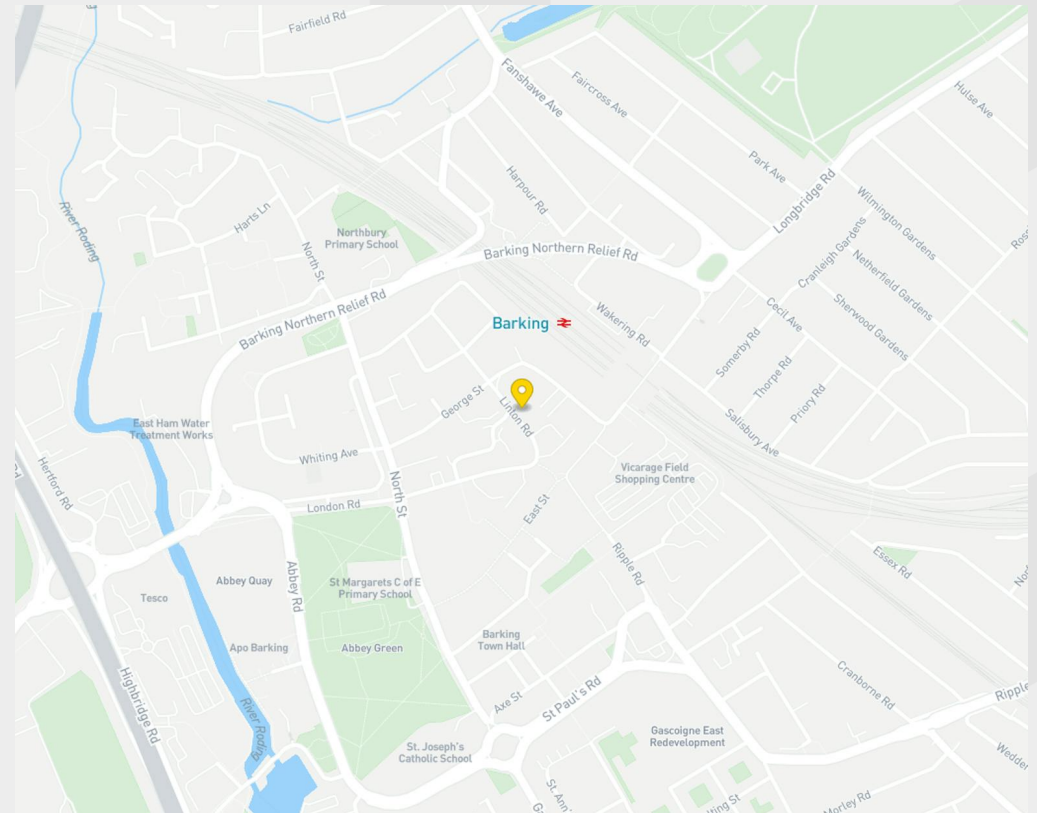 Fairfield Rd
Fanshawe Ave
Faircross Ave
Hulse Ave
Park Ave
Longbridge Rd
Harpour Rd
Wilmington Gardens
River Roding
Harts Ln
Northbury
Primary School
North St
Barking Northern Relief Rd
Cranleigh Gardens
Netherfield Gardens
Sherwood Gardens
Barking Northern Relief Rd
Barking
Wakering Rd
Cecil Ave
Somerby Rd
Thorpe Rd
Priory Rd
George St
Linton Rd
Salisbury Ave
East Ham Water
Treatment Works
Whiting Ave
Hertford Rd
Rd
North St
Vicarage Field
Shopping Centre
London Rd
East St
Ripple Rd
Essex Rd
Abbey Quay
Abbey Rd
St Margarets C of E
Primary School
Tesco
Apo Barking
Abbey Green
Barking
Town Hall
Highbridge Rd
River Roding
Axe St
St Paul's Rd
Cranborne Rd
Ripple
Gascoigne East
Redevelopment
St. Joseph's
Catholic School
Wedder
St. Ann
lting St
Morley Rd